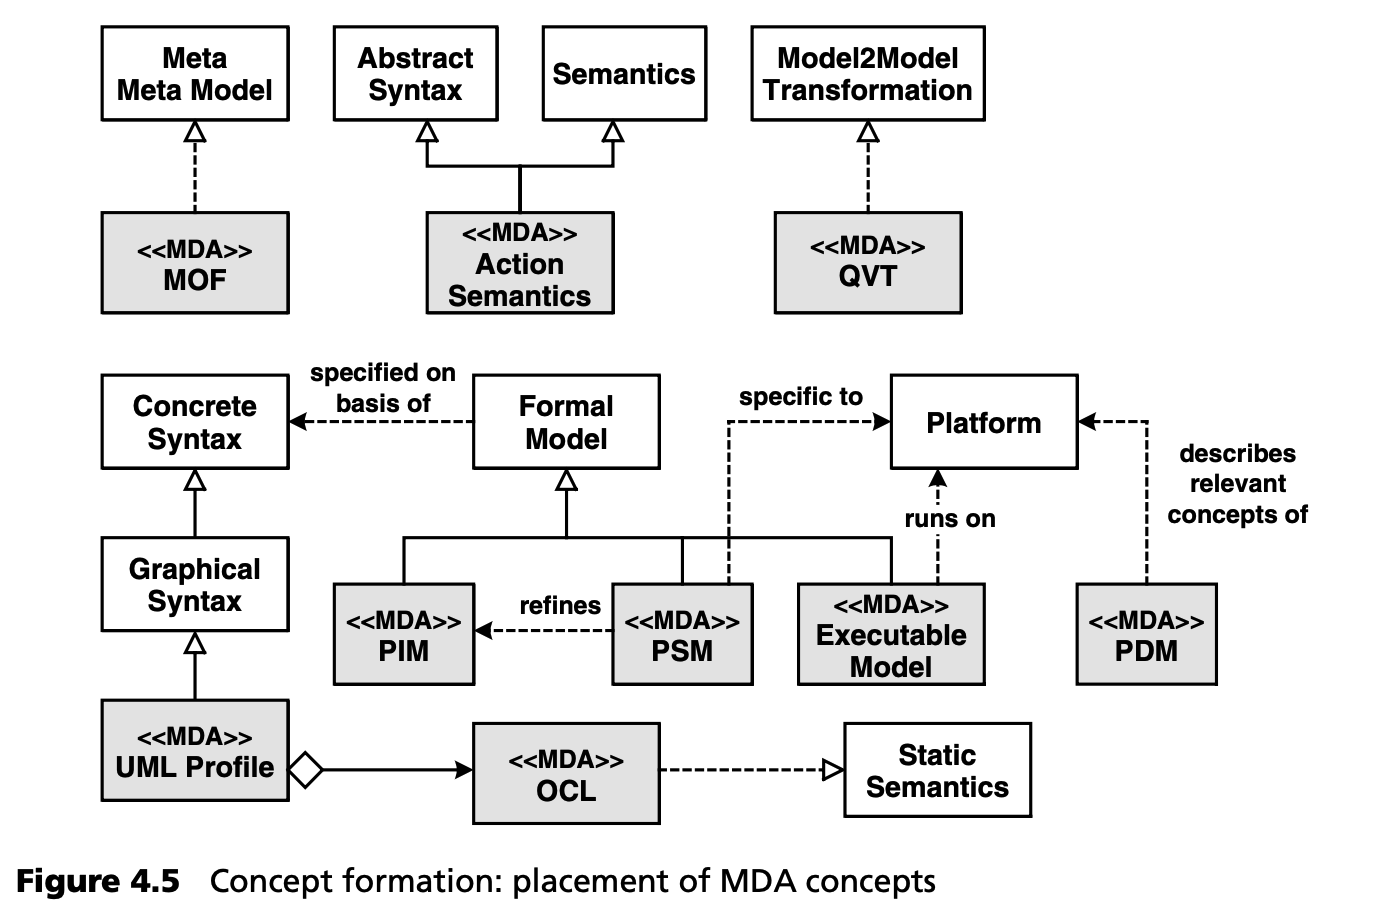 Meta
Meta Model
Abstract
Syntax
Semantics
Model2Model
Transformation
<<MDA>>
MOF
<<MDA>>
Action
Semantics
<<MDA>>
QVT
Concrete
Syntax
specified on
basis of
Formal
Model
specific to
Platform
describes
relevant
concepts of
runs on
Graphical
Syntax
<<MDA>>
PIM
refines
<<MDA>>
PSM
<<MDA>>
Executable
Model
<<MDA>>
PDM
<<MDA>>
UML Profile
<<MDA>>
OCL
Static
Semantics
Figure 4.5 Concept formation: placement of MDA concepts